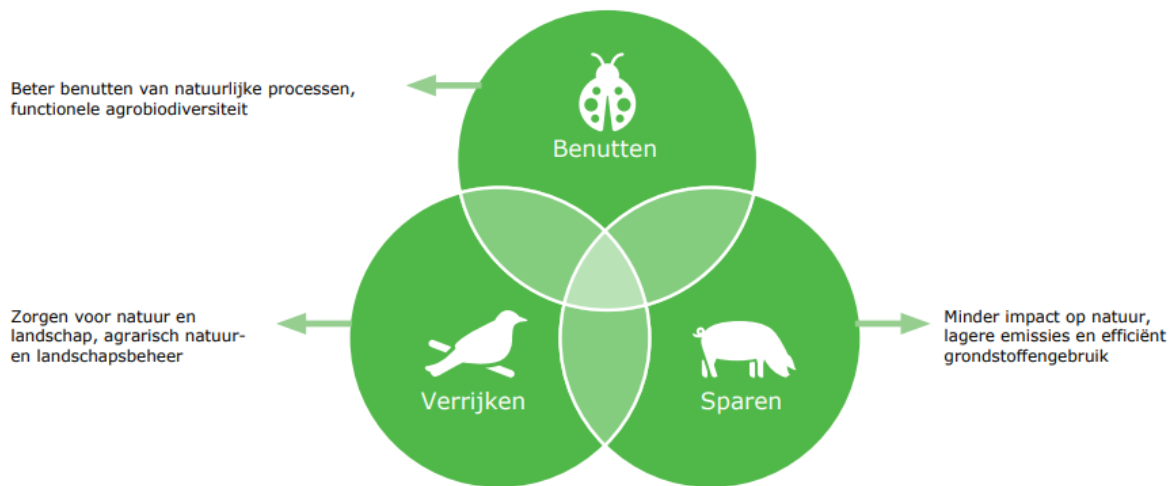 Beter benutten van natuurlijke processen,
functionele agrobiodiversiteit
Benutten
Zorgen voor natuur en
landschap, agrarisch natuur-
en landschapsbeheer
Verrijken
Sparen
Minder impact op natuur,
lagere emissies en efficiënt
grondstoffengebruik